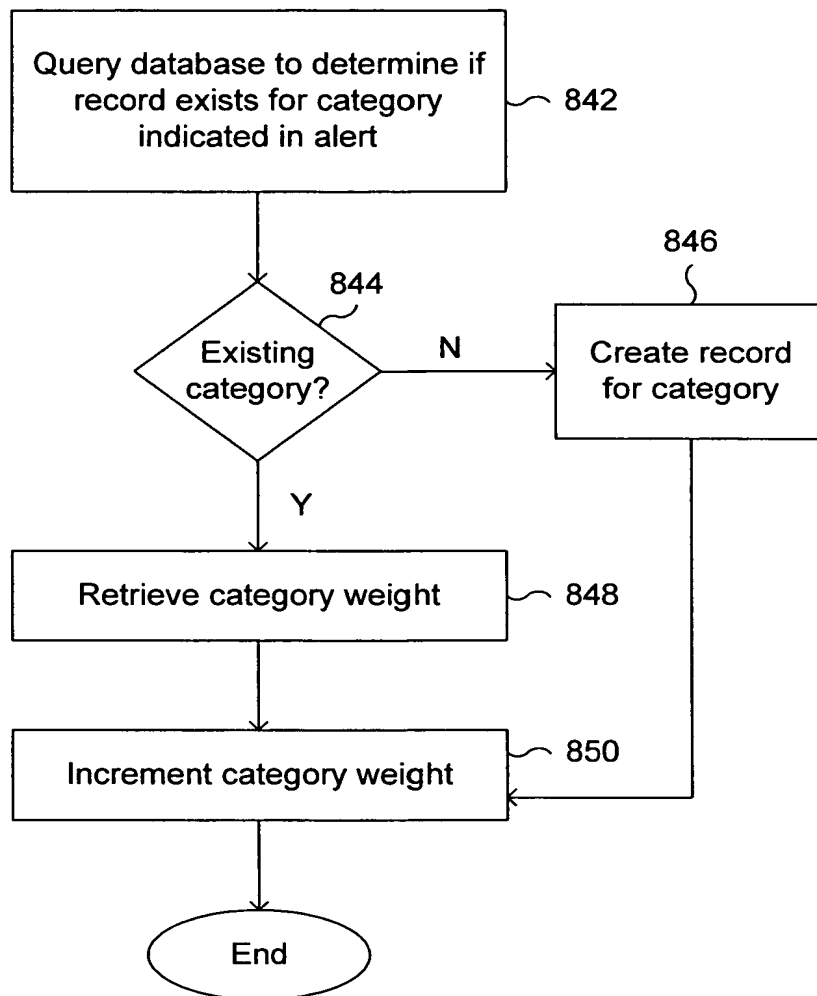 Query database to determine if
record exists for category
indicated in alert
842
844
846
Existing
category?
N
Create record
for category
Y
Retrieve category weight
848
Increment category weight
850
End